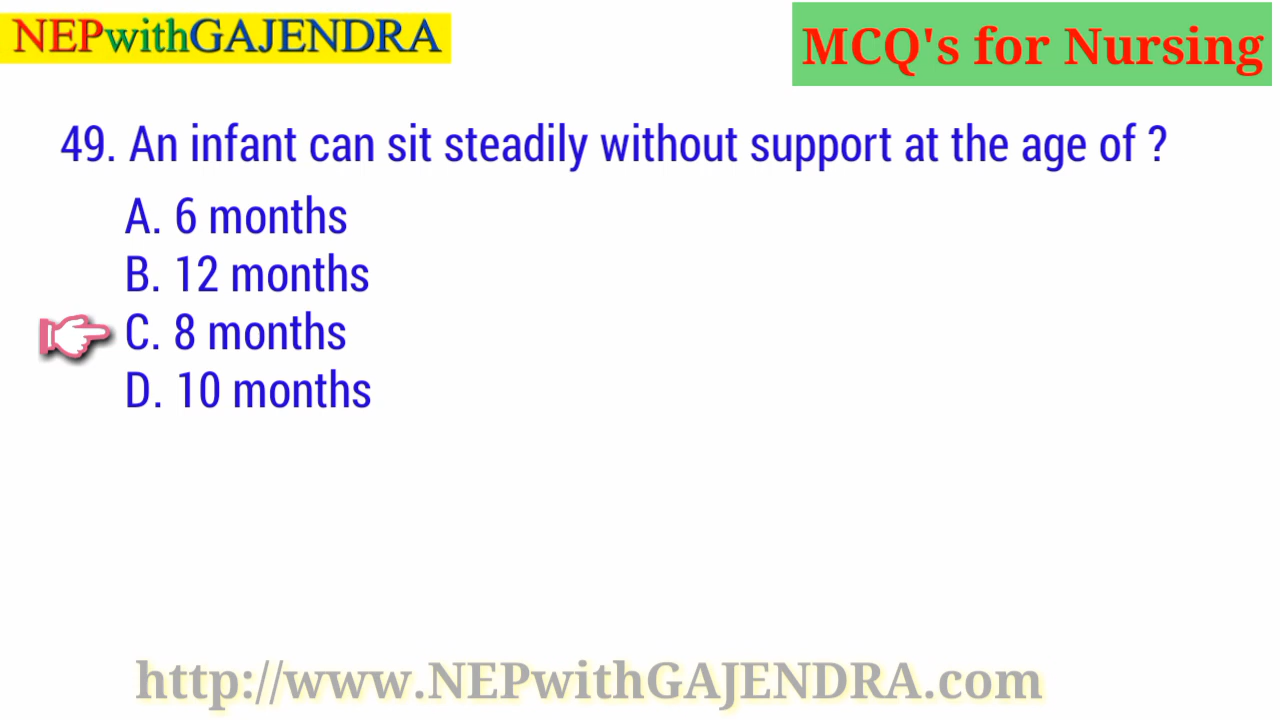 NEPwithGAJENDRA
MCQ's for Nursing
49. An infant can sit steadily without support at the age of ?
A. 6 months
B. 12 months
C. 8 months
D. 10 months
http://www.NEPwithGAJENDRA.com